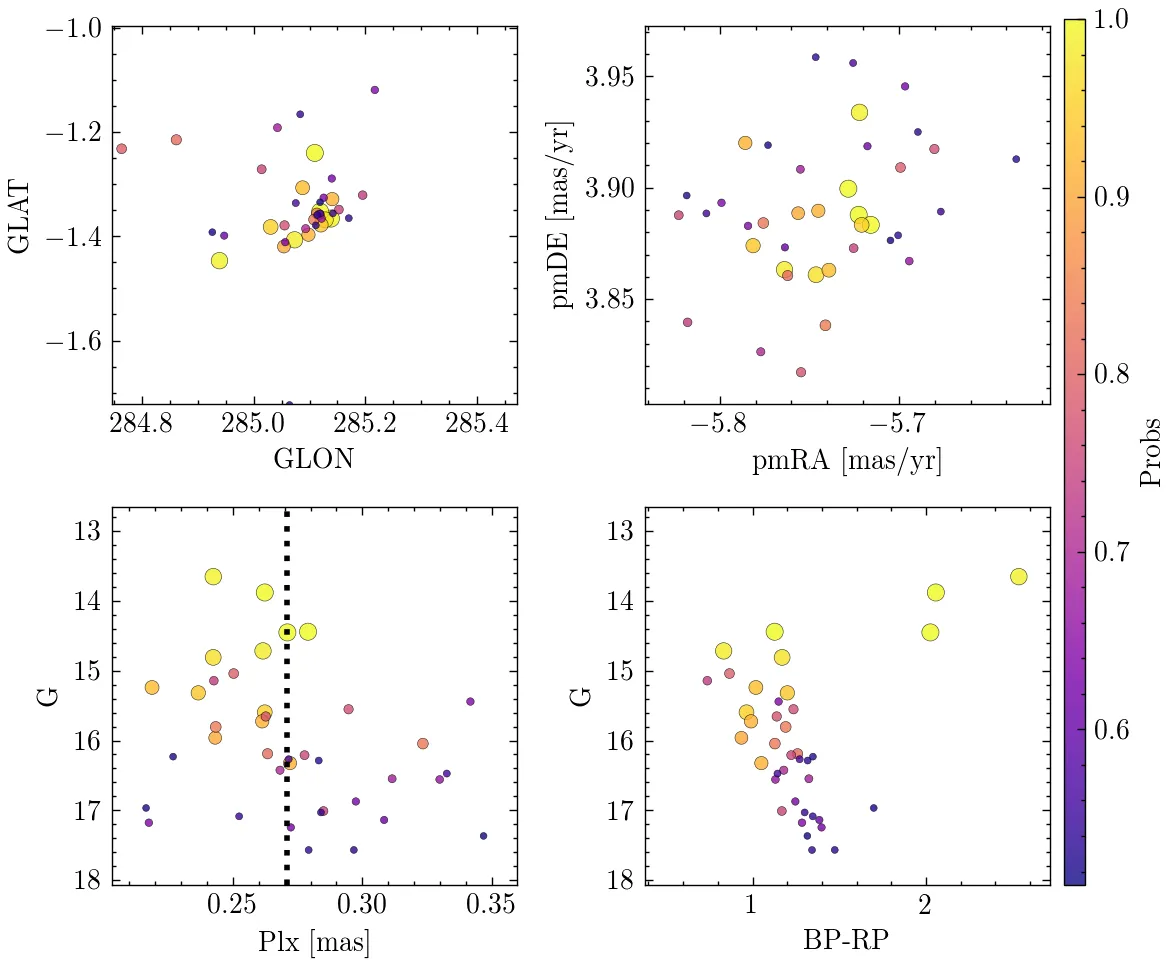 −1.0
−1.2
−1.4
−1.6
GLAT
284.8 285.0 285.2 285.4
GLON
3.95
3.90
3.85
pmDE [mas/yr]
−5.8 −5.7
pmRA [mas/yr]
13
14
15
16
17
18
G
0.25 0.30 0.35
Plx [mas]
13
14
15
16
17
18
G
1 2
BP-RP
1.0
0.9
0.8
0.7
0.6
Probs